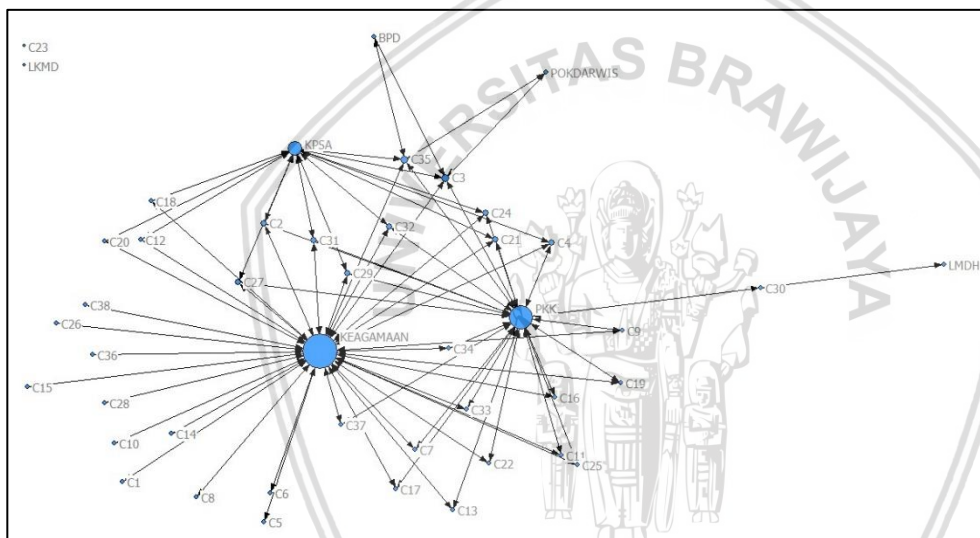 BPD
C23
LKMD
POKDARWIS
UNIVERSITAS BRAWIJAYA
KPSA
C35
C3
C18
C24
C2
C32
C20
C12
C31
C21
C4
LMDH
C29
C27
C30
C38
PKK
C26
C9
KEAGAMAAN
C34
C36
C19
C15
C16
C28
C33
C37
C14
C10
C7
C11
C22
C25
C1
C17
C6
C8
C13
C5